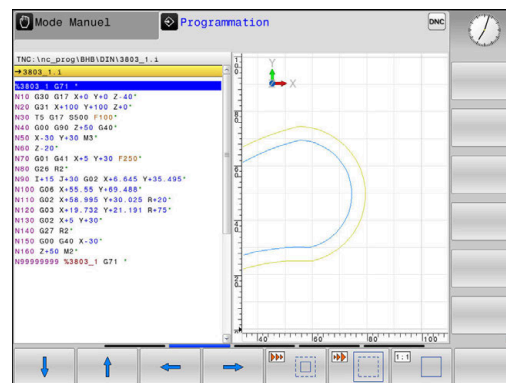 Mode Manuel
Programmation
DNC
TNC:\nc_prog\BHB\DIN\3803_1.i
→3803_1.i
%3803_1 G71 *
N10 G30 G17 X+0 Y+0 Z-40*
N20 G31 X+100 Y+100 Z+0*
N30 T5 G17 S500 F100*
N40 G00 G90 Z+50 G40*
N50 X-30 Y+30 M3*
N60 Z-20*
N70 G01 G41 X+5 Y+30 F250*
N80 G26 R2*
N90 I+15 J+30 G02 X+6.645 Y+35.495*
N100 G06 X+55.55 Y+69.488*
N110 G02 X+58.995 Y+30.025 R+20*
N120 G03 X+19.732 Y+21.191 R+75*
N130 G02 X+5 Y+30*
N140 G27 R2*
N150 G00 G40 X-30*
N160 Z+50 M2*
N99999999 %3803_1 G71 *
Y
X
40
60
80
100
1:1